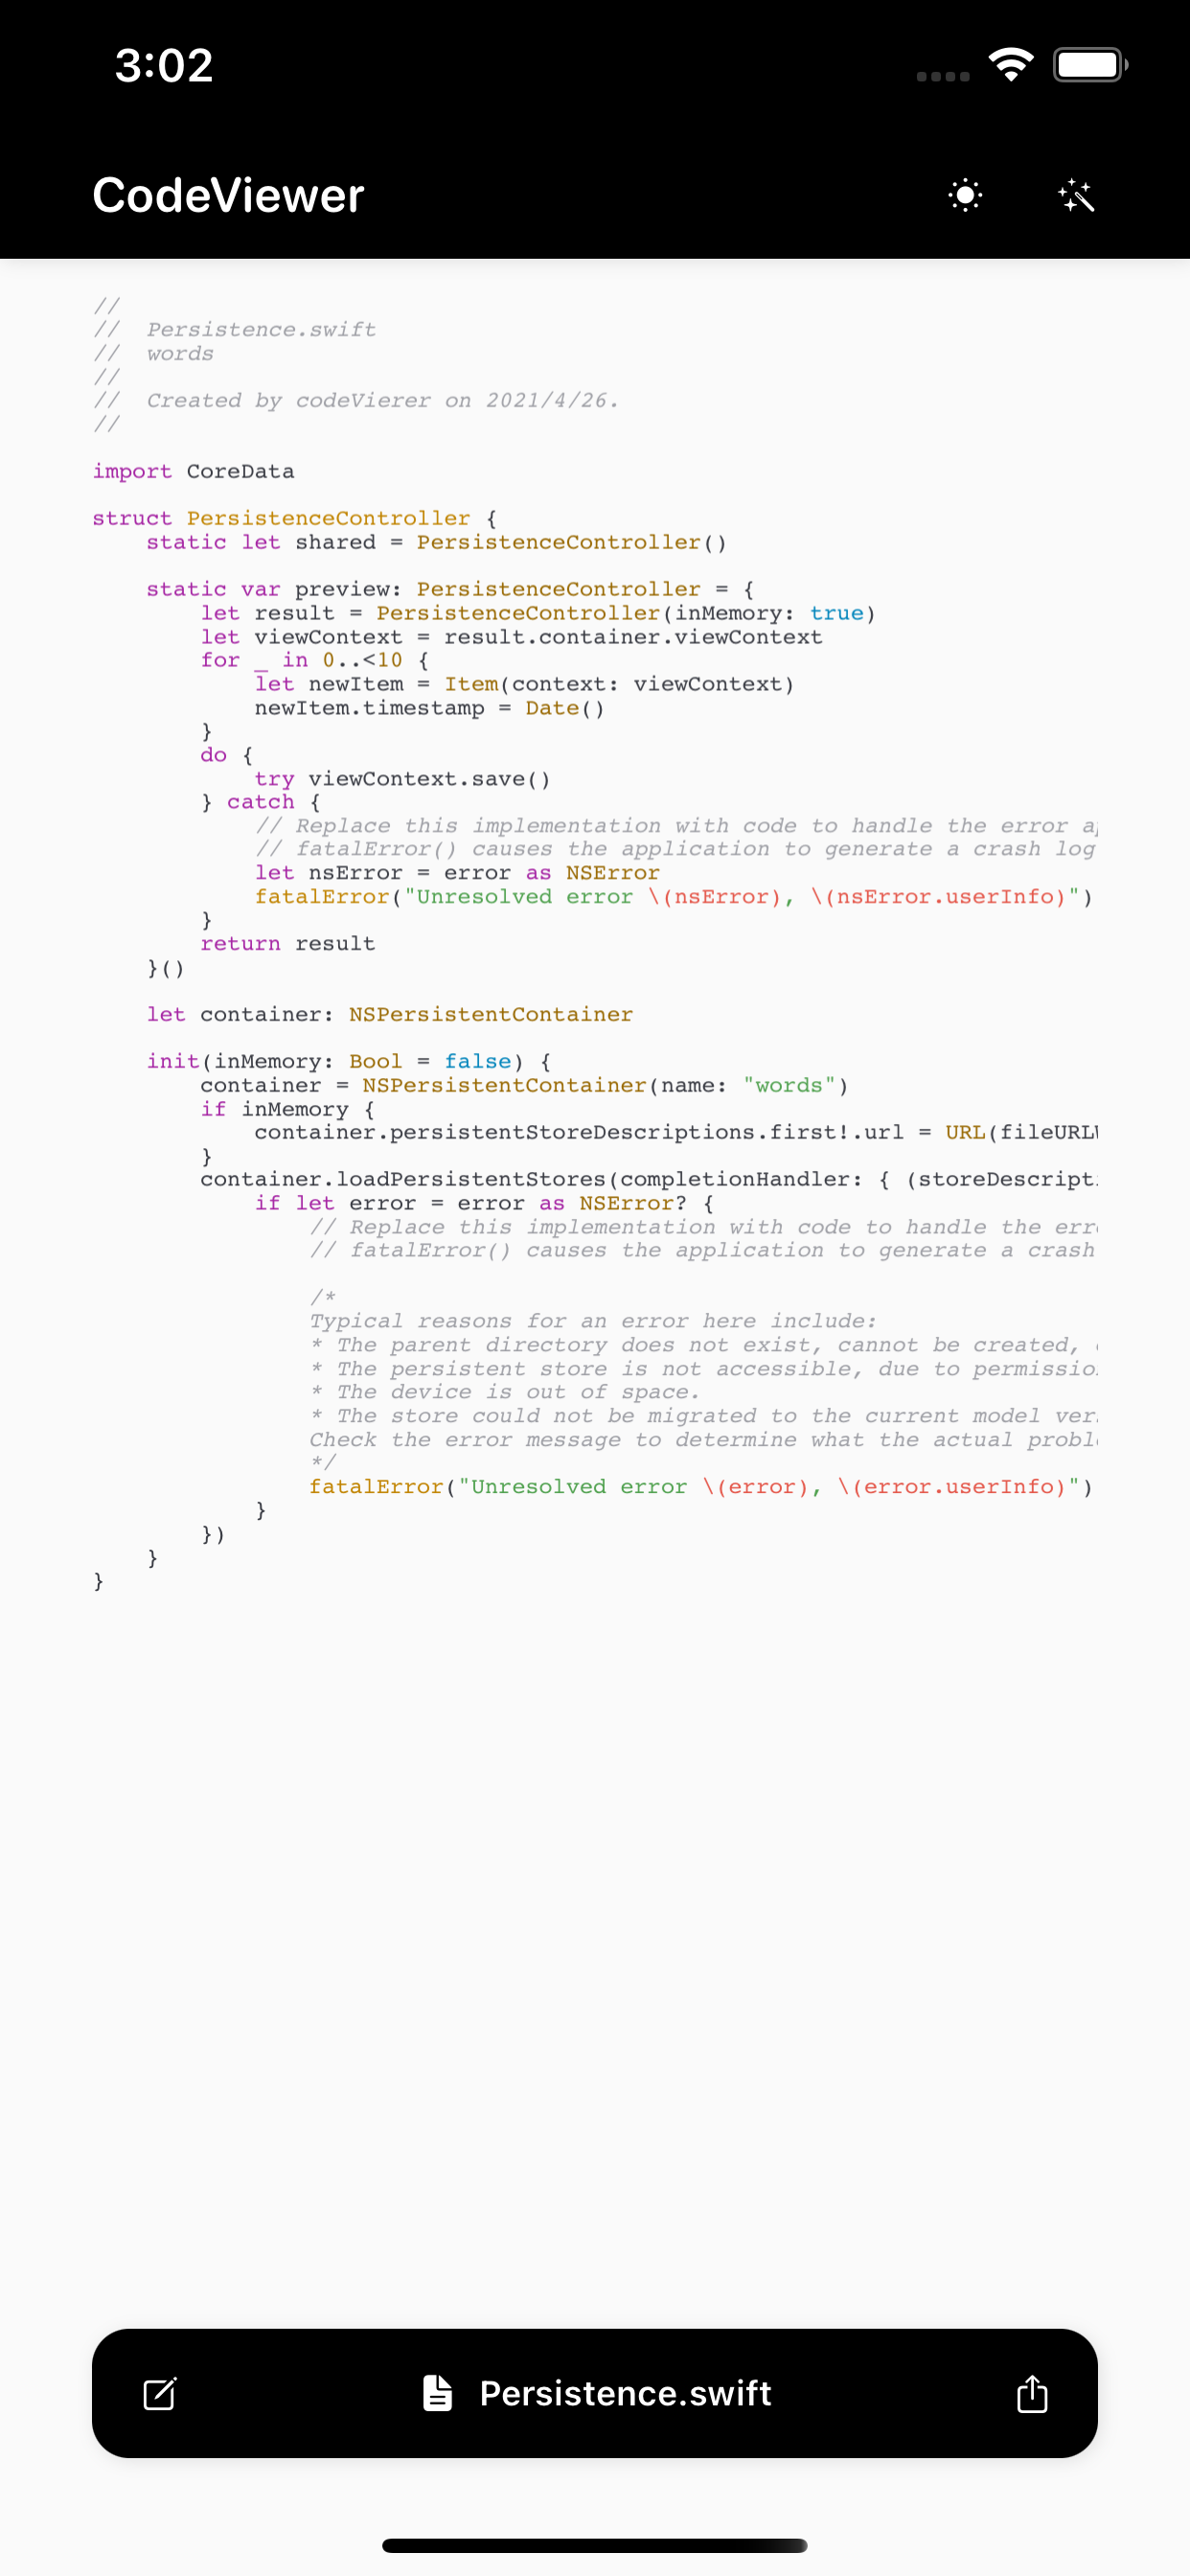 3:02
CodeViewer
//
//  Persistence.swift
//  words
//
//  Created by codeVierer on 2021/4/26.
//
import CoreData
struct PersistenceController {
    static let shared = PersistenceController()
    static var preview: PersistenceController = {
        let result = PersistenceController(inMemory: true)
        let viewContext = result.container.viewContext
        for _ in 0..<10 {
            let newItem = Item(context: viewContext)
            newItem.timestamp = Date()
        }
        do {
            try viewContext.save()
        } catch {
            // Replace this implementation with code to handle the error
            // fatalError() causes the application to generate a crash log
            let nsError = error as NSError
            fatalError("Unresolved error \(nsError), \(nsError.userInfo)")
        }
        return result
    }()
    let container: NSPersistentContainer
    init(inMemory: Bool = false) {
        container = NSPersistentContainer(name: "words")
        if inMemory {
            container.persistentStoreDescriptions.first!.url = URL(fileURL
        }
        container.loadPersistentStores(completionHandler: { (storeDescript
            if let error = error as NSError? {
                // Replace this implementation with code to handle the err
                // fatalError() causes the application to generate a crash
                /*
                Typical reasons for an error here include:
                * The parent directory does not exist, cannot be created,
                * The persistent store is not accessible, due to permissio
                * The device is out of space.
                * The store could not be migrated to the current model ver
                Check the error message to determine what the actual probl
                */
                fatalError("Unresolved error \(error), \(error.userInfo)")
            }
        })
    }
}
Persistence.swift